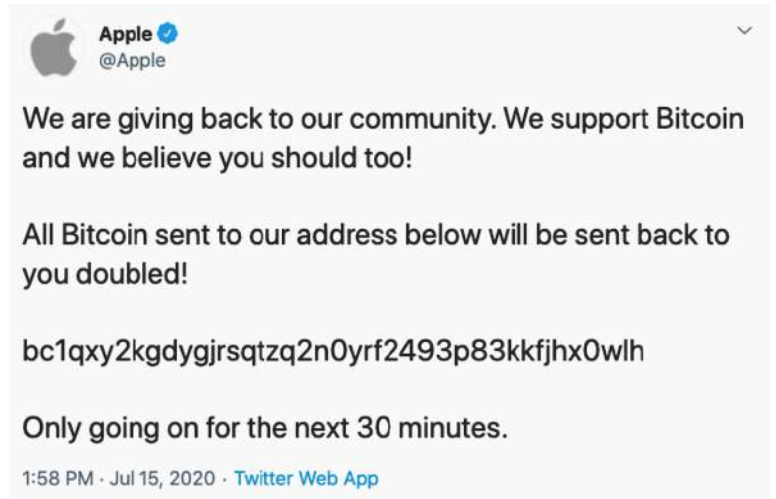 Apple
@Apple
We are giving back to our community. We support Bitcoin
and we believe you should too!
All Bitcoin sent to our address below will be sent back to
you doubled!
bc1qxy2kgdygjrsqtzq2n0yrf2493p83kkfjhx0wlh
Only going on for the next 30 minutes.
1:58 PM · Jul 15, 2020 · Twitter Web App